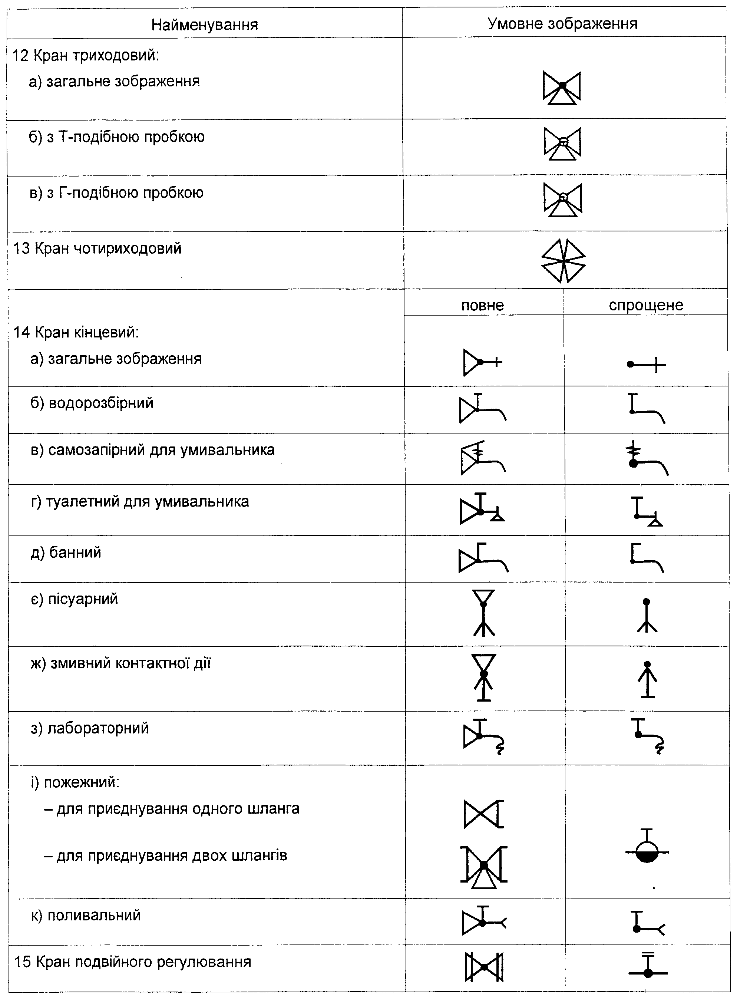 Найменування
Умовне зображення
12 Кран триходовий:
а) загальне зображення
б) з Т-подібною пробкою
в) з Г-подібною пробкою
13 Кран чотириходовий
повне
спрощене
14 Кран кінцевий:
а) загальне зображення
б) водорозбірний
в) самозапірний для умивальника
г) туалетний для умивальника
д) банний
є) пісуарний
ж) змивний контактної дії
з) лабораторний
і) пожежний:
– для приєднування одного шланга
– для приєднування двох шлангів
к) поливальний
15 Кран подвійного регулювання